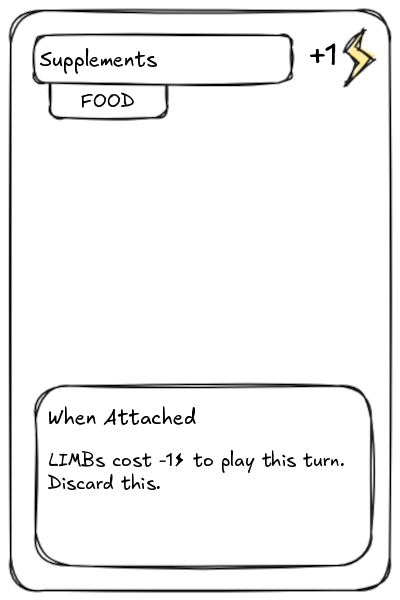 Supplements
+1⚡
FOOD
When Attached
LIMBs cost -1⚡ to play this turn.
Discard this.